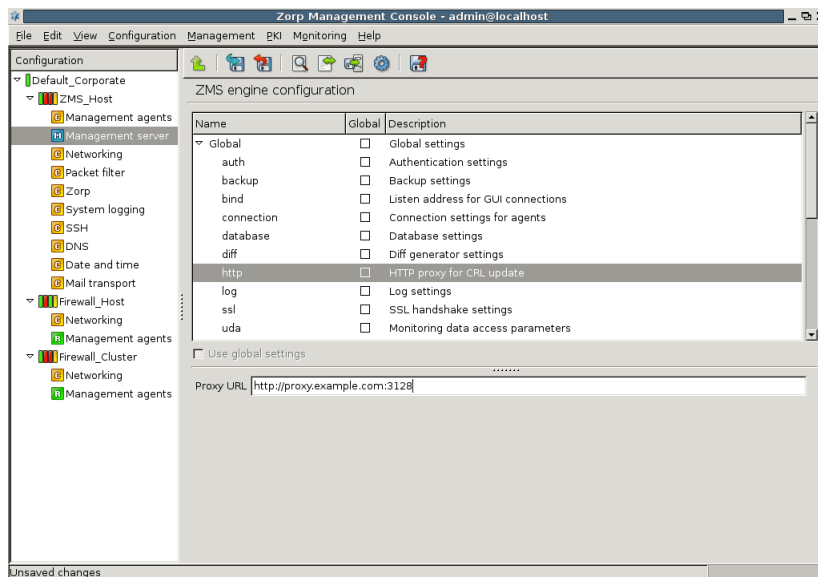 Zorp Management Console - admin@localhost
File Edit View Configuration Management PKI Monitoring Help
Configuration
Default_Corporate
ZMS_Host
Management agents
Management server
Networking
Packet filter
Zorp
System logging
SSH
DNS
Date and time
Mail transport
Firewall_Host
Networking
Management agents
Firewall_Cluster
Networking
Management agents
ZMS engine configuration
Name Global Description
Global Global settings
auth Authentication settings
backup Backup settings
bind Listen address for GUI connections
connection Connection settings for agents
database Database settings
diff Diff generator settings
http HTTP proxy for CRL update
log Log settings
ssl SSL handshake settings
uda Monitoring data access parameters
Use global settings
Proxy URL http://proxy.example.com:3128
Unsaved changes